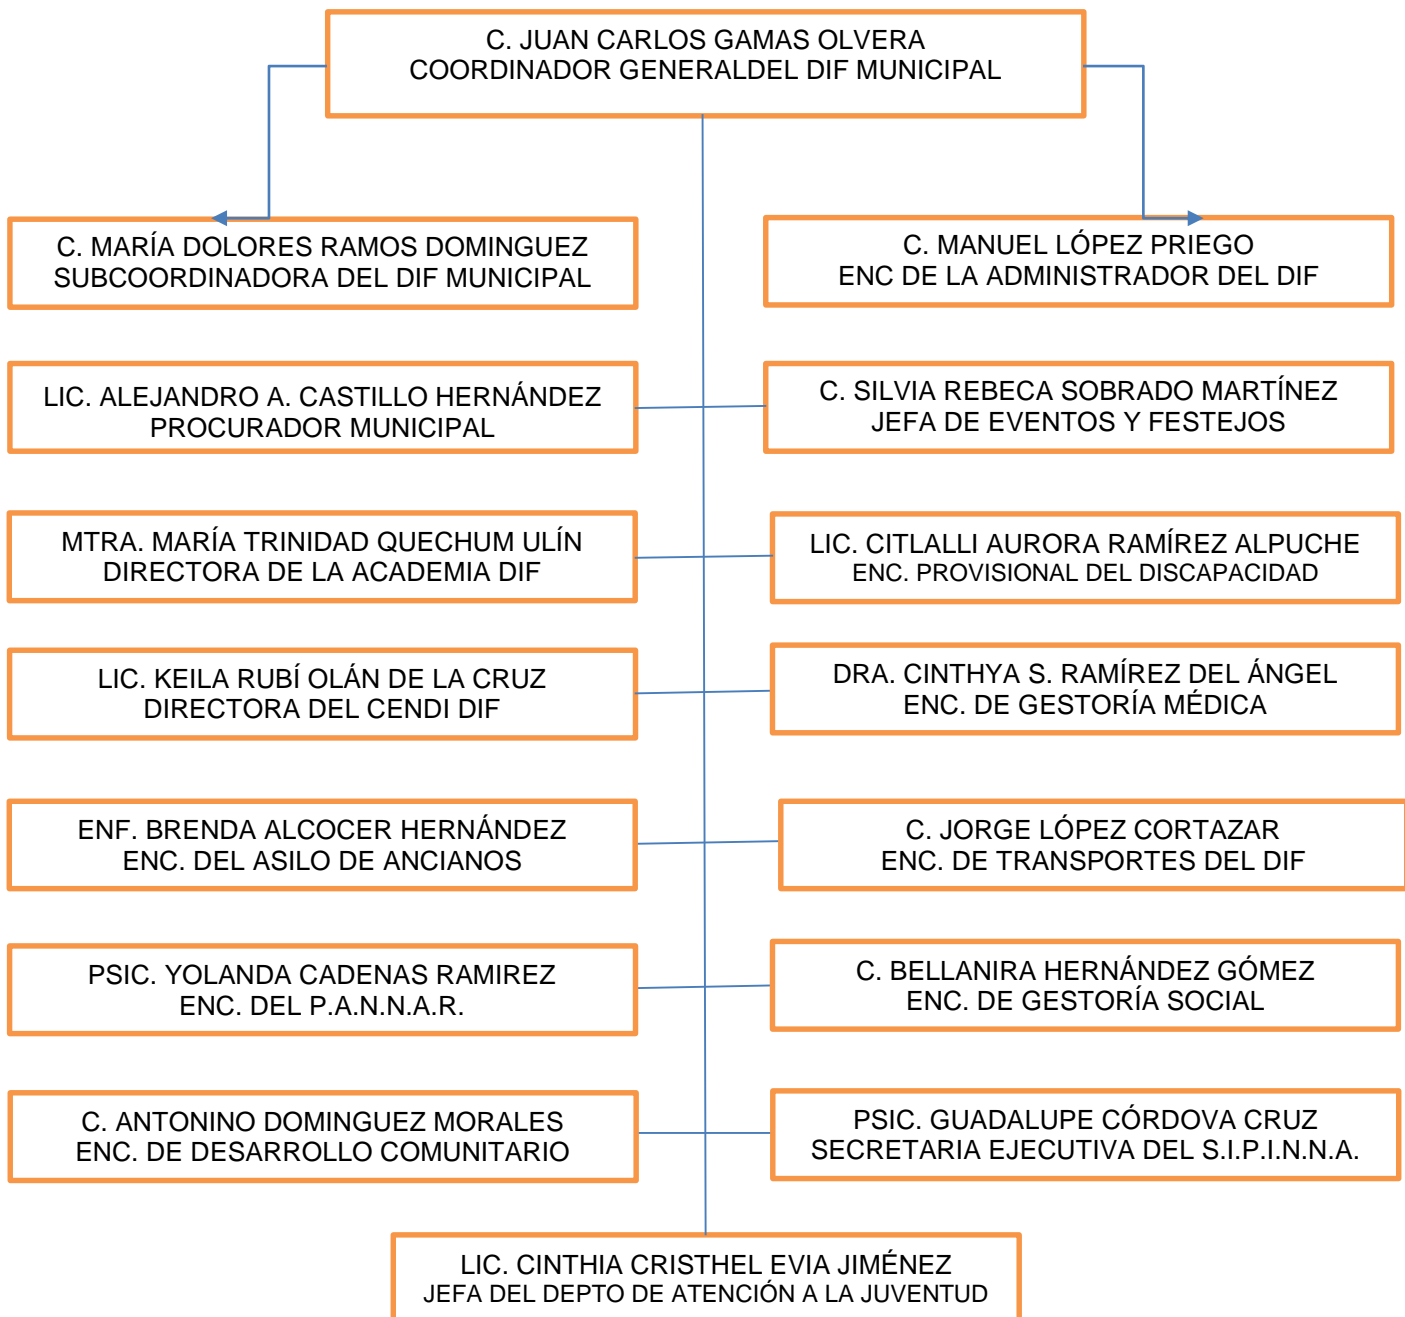 C. JUAN CARLOS GAMAS OLVERA
COORDINADOR GENERALDEL DIF MUNICIPAL
C. MARÍA DOLORES RAMOS DOMINGUEZ
SUBCOORDINADORA DEL DIF MUNICIPAL
C. MANUEL LÓPEZ PRIEGO
ENC DE LA ADMINISTRADOR DEL DIF
LIC. ALEJANDRO A. CASTILLO HERNÁNDEZ
PROCURADOR MUNICIPAL
C. SILVIA REBECA SOBRADO MARTÍNEZ
JEFA DE EVENTOS Y FESTEJOS
MTRA. MARÍA TRINIDAD QUECHUM ULÍN
DIRECTORA DE LA ACADEMIA DIF
LIC. CITLALLI AURORA RAMÍREZ ALPUCHE
ENC. PROVISIONAL DEL DISCAPACIDAD
LIC. KEILA RUBÍ OLÁN DE LA CRUZ
DIRECTORA DEL CENDI DIF
DRA. CINTHYA S. RAMÍREZ DEL ÁNGEL
ENC. DE GESTORÍA MÉDICA
ENF. BRENDA ALCOCER HERNÁNDEZ
ENC. DEL ASILO DE ANCIANOS
C. JORGE LÓPEZ CORTAZAR
ENC. DE TRANSPORTES DEL DIF
PSIC. YOLANDA CADENAS RAMIREZ
ENC. DEL P.A.N.N.A.R.
C. BELLANIRA HERNÁNDEZ GÓMEZ
ENC. DE GESTORÍA SOCIAL
C. ANTONINO DOMINGUEZ MORALES
ENC. DE DESARROLLO COMUNITARIO
PSIC. GUADALUPE CÓRDOVA CRUZ
SECRETARIA EJECUTIVA DEL S.I.P.I.N.N.A.
LIC. CINTHIA CRISTHEL EVIA JIMÉNEZ
JEFA DEL DEPTO DE ATENCIÓN A LA JUVENTUD